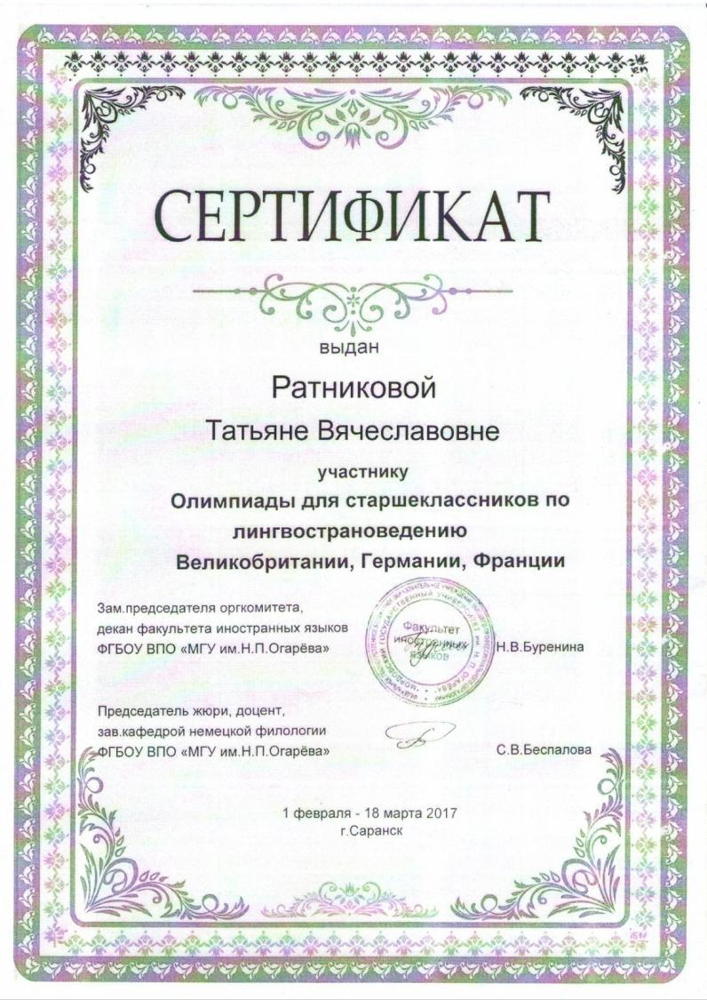 СЕРТИФИКАТ
выдан
Ратниковой
Татьяне Вячеславовне
участнику
Олимпиады для старшеклассников по
лингвострановедению
Великобритании, Германии, Франции
Зам.председателя оргкомитета,
декан факультета иностранных языков
ФГБОУ ВПО «МГУ им.Н.П.Огарёва»
Факультет
иностранных
языков
Н.В.Буренина
Председатель жюри, доцент,
зав.кафедрой немецкой филологии
ФГБОУ ВПО «МГУ им.Н.П.Огарёва»
С.В.Беспалова
1 февраля - 18 марта 2017
г.Саранск